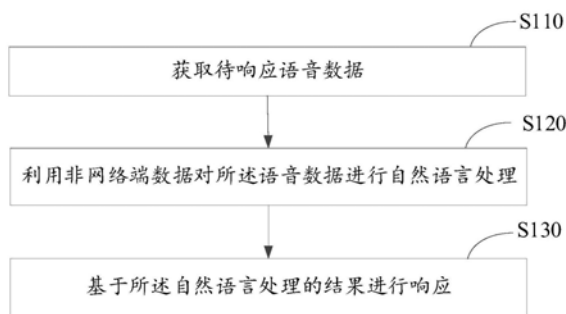 S110
获取待响应语音数据
S120
利用非网络端数据对所述语音数据进行自然语言处理
S130
基于所述自然语言处理的结果进行响应